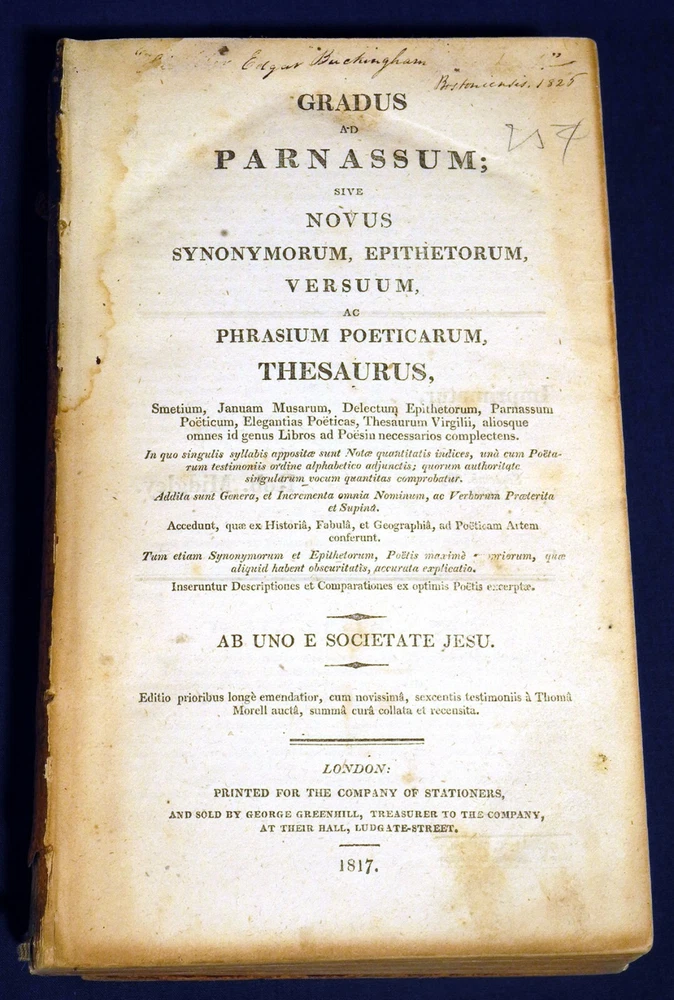 Edgar Buckingham
Bostoniensis. 1825
257
GRADUS
AD
PARNASSUM;
SIVE
NOVUS
SYNONYMORUM, EPITHETORUM,
VERSUUM,
AC
PHRASIUM POETICARUM,
THESAURUS,
Smetium, Januam Musarum, Delectum Epithetorum, Parnassum
Poëticum, Elegantias Poëticas, Thesaurum Virgilii, aliosque
omnes id genus Libros ad Poësin necessarios complectens.
In quo singulis syllabis appositæ sunt Notæ quantitatis indices, unà cum Poëta-
rum testimoniis ordine alphabetico adjunctis; quorum authoritate
singularum vocum quantitas comprobatur.
Addita sunt Genera, et Incrementa omnia Nominum, ac Verborum Præterita
et Supina.
Accedunt, quæ ex Historiâ, Fabulâ, et Geographiâ, ad Poëticam Artem
conferunt.
Tum etiam Synonymorum et Epithetorum, Poëtis maximè priorum, quæ
aliquid habent obscuritatis, accurata explicatio.
Inseruntur Descriptiones et Comparationes ex optimis Poëtis excerptæ.
AB UNO E SOCIETATE JESU.
Editio prioribus longè emendatior, cum novissimâ, sexcentis testimoniis à Thomâ
Morell auctâ, summâ curâ collata et recensita.
LONDON:
PRINTED FOR THE COMPANY OF STATIONERS,
AND SOLD BY GEORGE GREENHILL, TREASURER TO THE COMPANY,
AT THEIR HALL, LUDGATE-STREET.
1817.